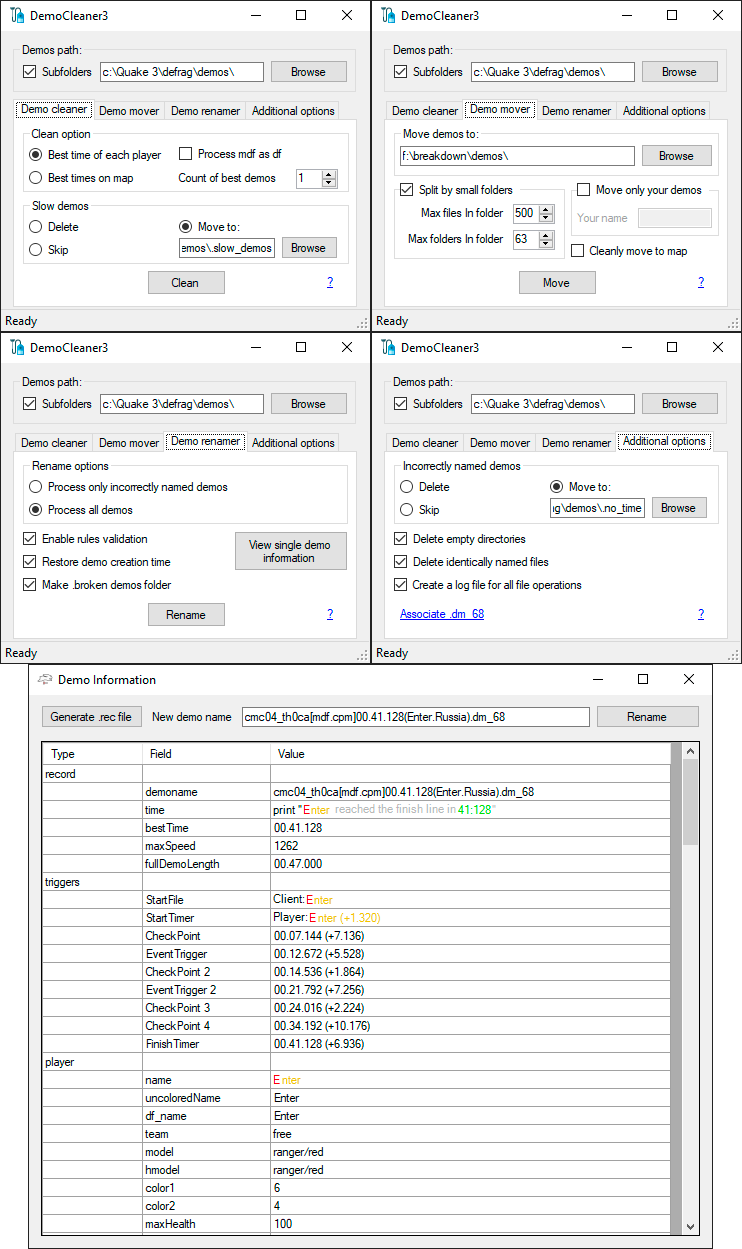 DemoCleaner3
Demos path:
Subfolders c:\Quake 3\defrag\demos\ Browse
Demo cleaner Demo mover Demo renamer Additional options
Clean option
Best time of each player Process mdf as df
Best times on map Count of best demos 1
Slow demos
Delete Move to:
Skip emos\.slow_demos Browse
Clean ?
Ready
DemoCleaner3
Demos path:
Subfolders c:\Quake 3\defrag\demos\ Browse
Demo cleaner Demo mover Demo renamer Additional options
Move demos to:
f:\breakdown\demos\ Browse
Split by small folders Move only your demos
Max files In folder 500 Your name
Max folders In folder 63
Cleanly move to map
Move ?
Ready
DemoCleaner3
Demos path:
Subfolders c:\Quake 3\defrag\demos\ Browse
Demo cleaner Demo mover Demo renamer Additional options
Rename options
Process only incorrectly named demos
Process all demos
Enable rules validation
Restore demo creation time
Make .broken demos folder
View single demo
information
Rename ?
Ready
DemoCleaner3
Demos path:
Subfolders c:\Quake 3\defrag\demos\ Browse
Demo cleaner Demo mover Demo renamer Additional options
Incorrectly named demos
Delete Move to:
Skip ıg\demos\.no_time Browse
Delete empty directories
Delete identically named files
Create a log file for all file operations
Associate .dm_68 ?
Ready
Demo Information
Generate .rec file New demo name cmc04_th0ca[mdf.cpm]00.41.128(Enter.Russia).dm_68 Rename
Type Field Value
record
demoname cmc04_th0ca[mdf.cpm]00.41.128(Enter.Russia).dm_68
time print "Enter reached the finish line in 41:128"
bestTime 00.41.128
maxSpeed 1262
fullDemoLength 00.47.000
triggers
StartFile Client: Enter
StartTimer Player: Enter (+1.320)
CheckPoint 00.07.144 (+7.136)
EventTrigger 00.12.672 (+5.528)
CheckPoint 2 00.14.536 (+1.864)
EventTrigger 2 00.21.792 (+7.256)
CheckPoint 3 00.24.016 (+2.224)
CheckPoint 4 00.34.192 (+10.176)
FinishTimer 00.41.128 (+6.936)
player
name Enter
uncoloredName Enter
df_name Enter
team free
model ranger/red
hmodel ranger/red
color1 6
color2 4
maxHealth 100